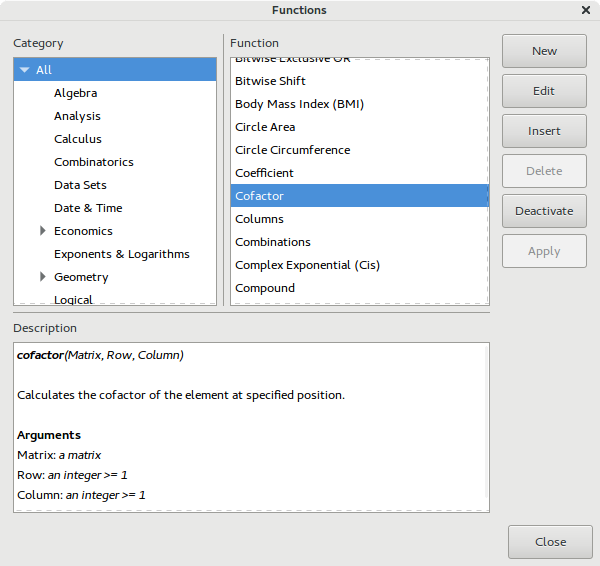 Functions
Category
Function
All
Algebra
Analysis
Calculus
Combinatorics
Data Sets
Date & Time
Economics
Exponents & Logarithms
Geometry
Logical
Bitwise Exclusive OR
Bitwise Shift
Body Mass Index (BMI)
Circle Area
Circle Circumference
Coefficient
Cofactor
Columns
Combinations
Complex Exponential (Cis)
Compound
New
Edit
Insert
Delete
Deactivate
Apply
Description
cofactor(Matrix, Row, Column)
Calculates the cofactor of the element at specified position.
Arguments
Matrix: a matrix
Row: an integer >= 1
Column: an integer >= 1
Close